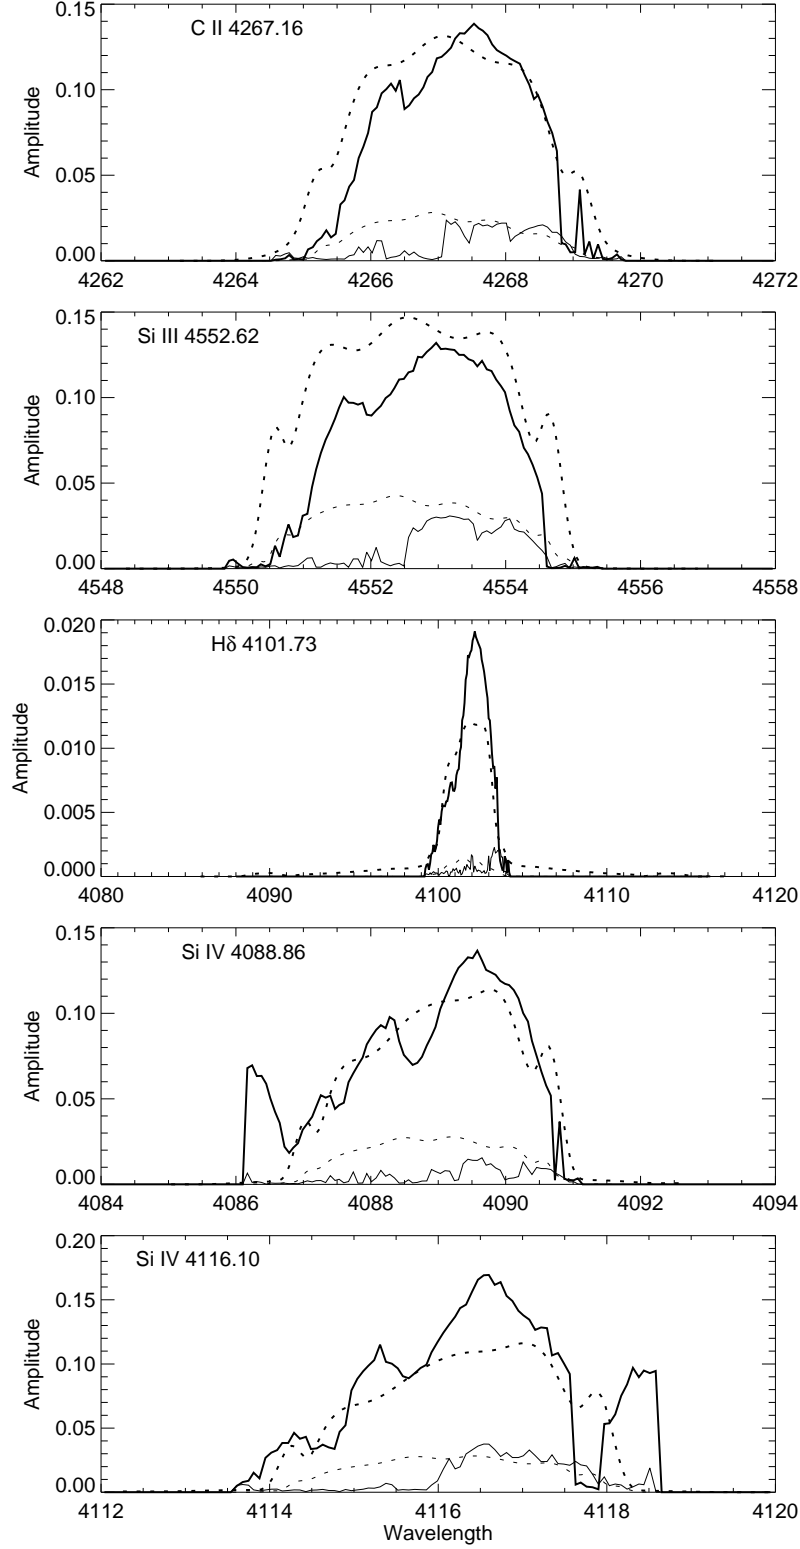 0.15
C II 4267.16
0.10
Amplitude
0.05
0.00
4262 4264 4266 4268 4270 4272
0.15
Si III 4552.62
0.10
Amplitude
0.05
0.00
4548 4550 4552 4554 4556 4558
0.020
Hδ 4101.73
0.015
Amplitude
0.010
0.005
0.000
4080 4090 4100 4110 4120
0.15
Si IV 4088.86
0.10
Amplitude
0.05
0.00
4084 4086 4088 4090 4092 4094
0.20
Si IV 4116.10
0.15
Amplitude
0.10
0.05
0.00
4112 4114 4116 4118 4120
Wavelength